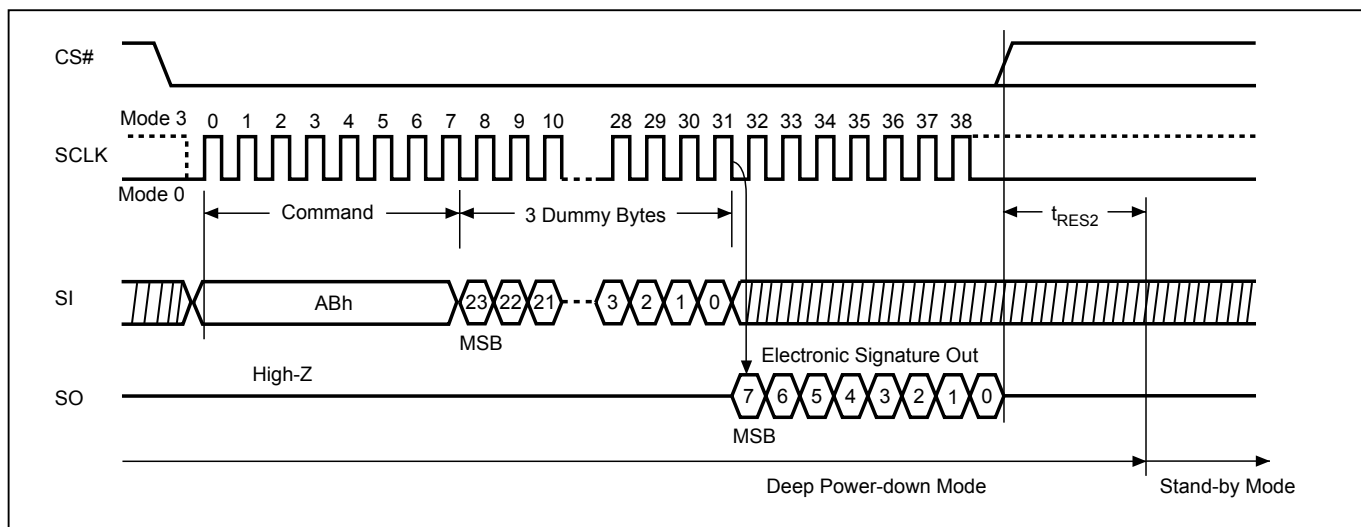 CS#
Mode 3 0 1 2 3 4 5 6 7 8 9 10 28 29 30 31 32 33 34 35 36 37 38
SCLK
Mode 0
Command 3 Dummy Bytes tRES2
SI ABh 23 22 21 3 2 1 0
MSB
Electronic Signature Out
High-Z
SO 7 6 5 4 3 2 1 0
MSB
Deep Power-down Mode Stand-by Mode